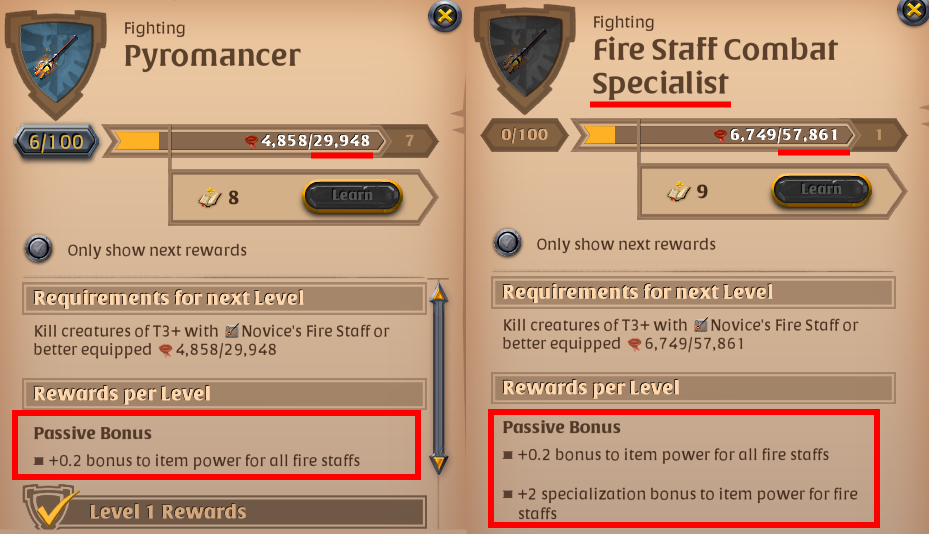 Fighting
Pyromancer
6/100
4,858/29,948
7
8
Learn
Only show next rewards
Requirements for next Level
Kill creatures of T3+ with Novice's Fire Staff or
better equipped 4,858/29,948
Rewards per Level
Passive Bonus
+0.2 bonus to item power for all fire staffs
Level 1 Rewards
Fighting
Fire Staff Combat
Specialist
0/100
6,749/57,861
1
9
Learn
Only show next rewards
Requirements for next Level
Kill creatures of T3+ with Novice's Fire Staff or
better equipped 6,749/57,861
Rewards per Level
Passive Bonus
+0.2 bonus to item power for all fire staffs
+2 specialization bonus to item power for fire
staffs